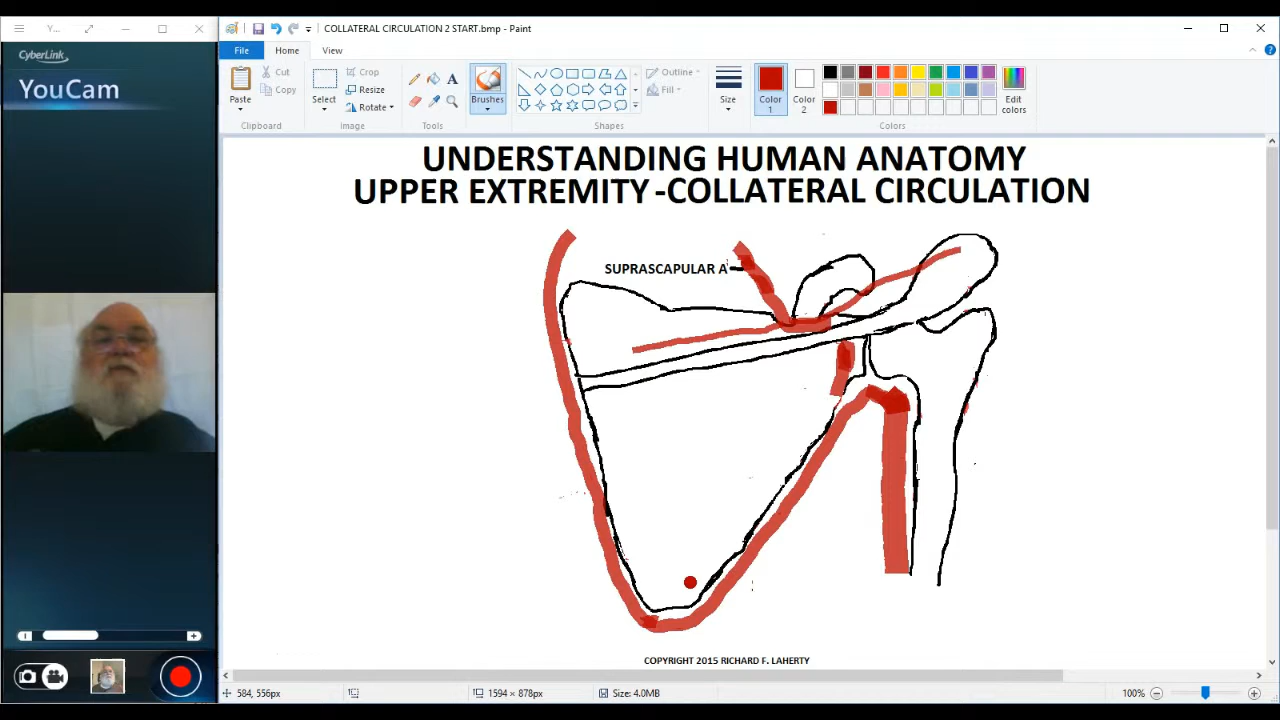 Y...
COLLATERAL CIRCULATION 2 START.bmp - Paint
CyberLink
YouCam
File
Home
View
Paste
Cut
Copy
Clipboard
Select
Crop
Resize
Rotate
Image
A
Tools
Brushes
Outline
Fill
Shapes
Size
Color
1
Color
2
Edit
colors
Colors
UNDERSTANDING HUMAN ANATOMY
UPPER EXTREMITY -COLLATERAL CIRCULATION
SUPRASCAPULAR A
COPYRIGHT 2015 RICHARD F. LAHERTY
584, 556px
1594 × 878px
Size: 4.0MB
100%